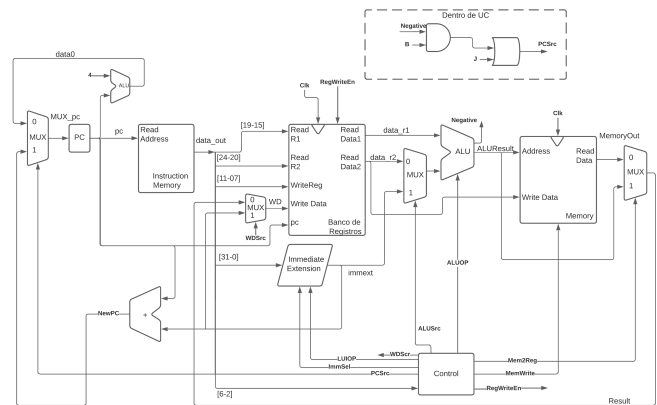 Dentro de UC
Negative
B
J
PCSrc
data0
4
ALU
MUX_pc
0
MUX
1
PC
pc
Read
Address
Instruction
Memory
data_out
[19-15]
[24-20]
[11-07]
[31-0]
[6-2]
Clk
RegWriteEn
Read
R1
Read
R2
WriteReg
Write Data
pc
Read
Data1
Read
Data2
Banco de
Registros
0
MUX
1
WD
WDSrc
data_r1
data_r2
0
MUX
1
Negative
ALU
ALUResult
Clk
Address
Read
Data
Write Data
Memory
MemoryOut
0
MUX
1
Immediate
Extension
immext
NewPC
+
ALUOP
ALUSrc
WDScr
LUIOP
ImmSel
PCSrc
Control
Mem2Reg
MemWrite
RegWriteEn
Result